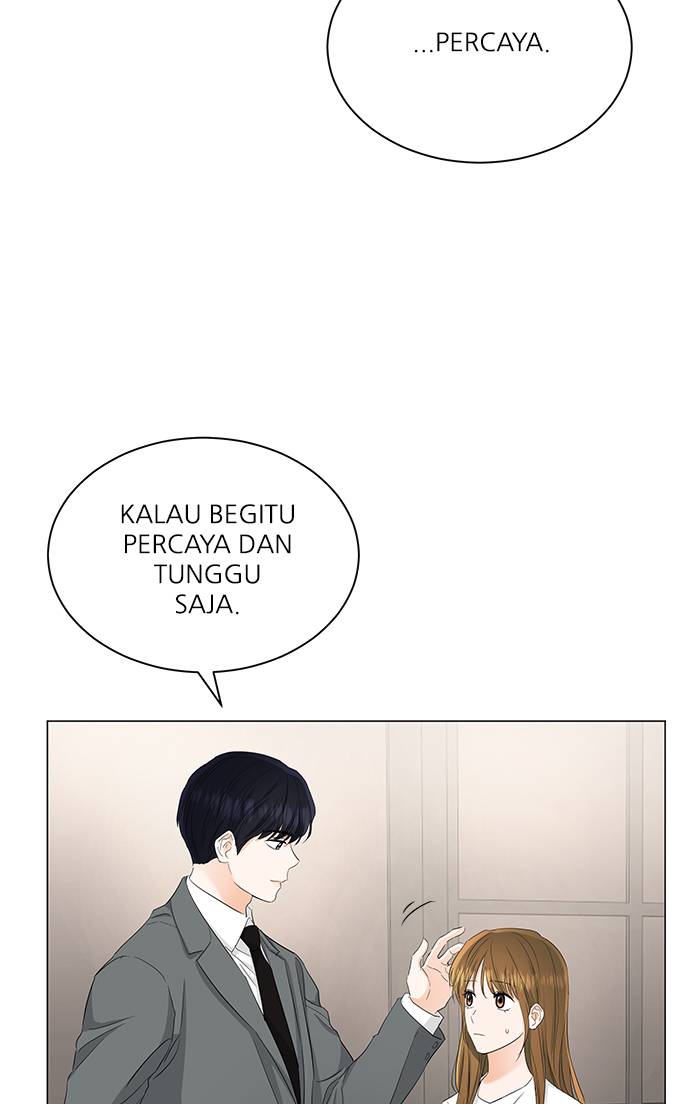 ...PERCAYA.
KALAU BEGITU
PERCAYA DAN
TUNGGU
SAJA.